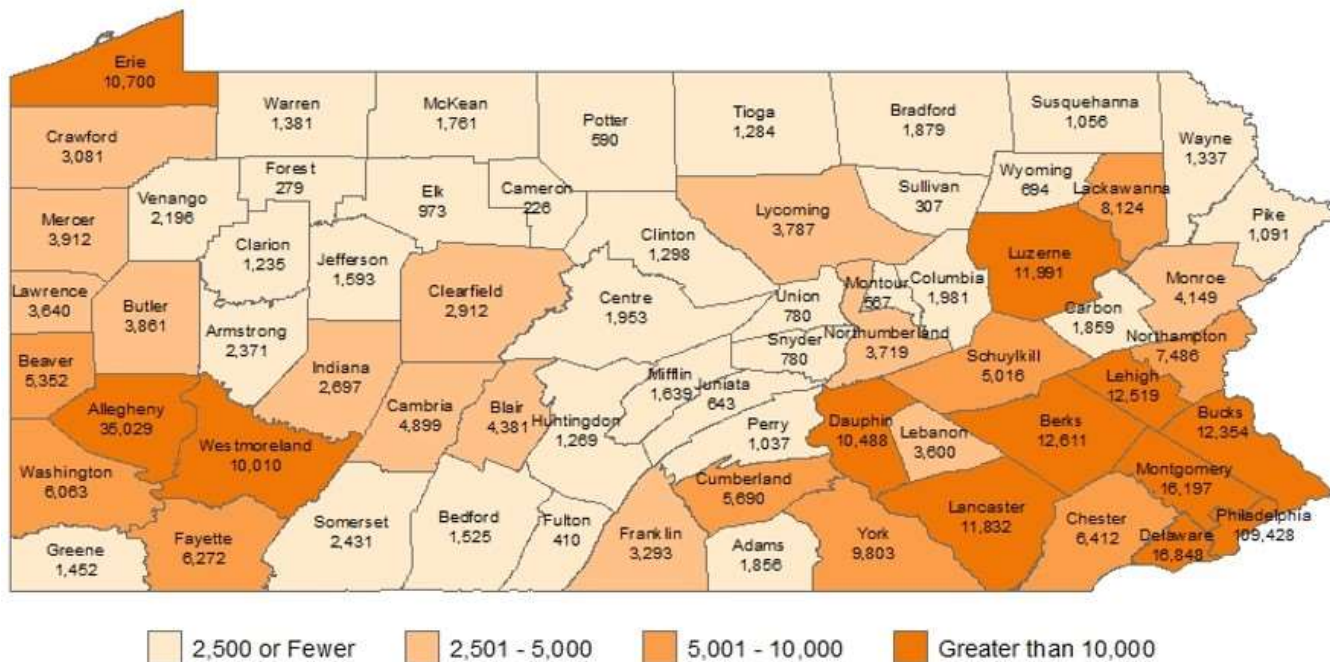 Erie
10,700
Warren
1,381
McKean
1,761
Potter
590
Tioga
1,284
Bradford
1,879
Susquehanna
1,056
Wayne
1,337
Crawford
3,081
Forest
279
Venango
2,196
Elk
973
Cameron
226
Sullivan
307
Wyoming
694
Lackawanna
8,124
Pike
1,091
Mercer
3,912
Clarion
1,235
Jefferson
1,593
Clinton
1,298
Lycoming
3,787
Luzerne
11,991
Monroe
4,149
Lawrence
3,640
Butler
3,861
Clearfield
2,912
Centre
1,953
Union
780
Montour
567
Columbia
1,981
Carbon
1,859
Armstrong
2,371
Snyder
780
Northumberland
3,719
Northampton
7,486
Beaver
5,352
Indiana
2,697
Mifflin
1,639
Juniata
643
Schuylkill
5,016
Lehigh
12,519
Allegheny
35,029
Westmoreland
10,010
Cambria
4,899
Blair
4,381
Huntingdon
1,269
Perry
1,037
Dauphin
10,488
Lebanon
3,600
Berks
12,611
Bucks
12,354
Washington
6,063
Cumberland
5,690
Montgomery
16,197
Greene
1,452
Fayette
6,272
Somerset
2,431
Bedford
1,525
Fulton
410
Franklin
3,293
Adams
1,856
York
9,803
Lancaster
11,832
Chester
6,412
Delaware
16,848
Philadelphia
109,428
2,500 or Fewer
2,501 - 5,000
5,001 - 10,000
Greater than 10,000